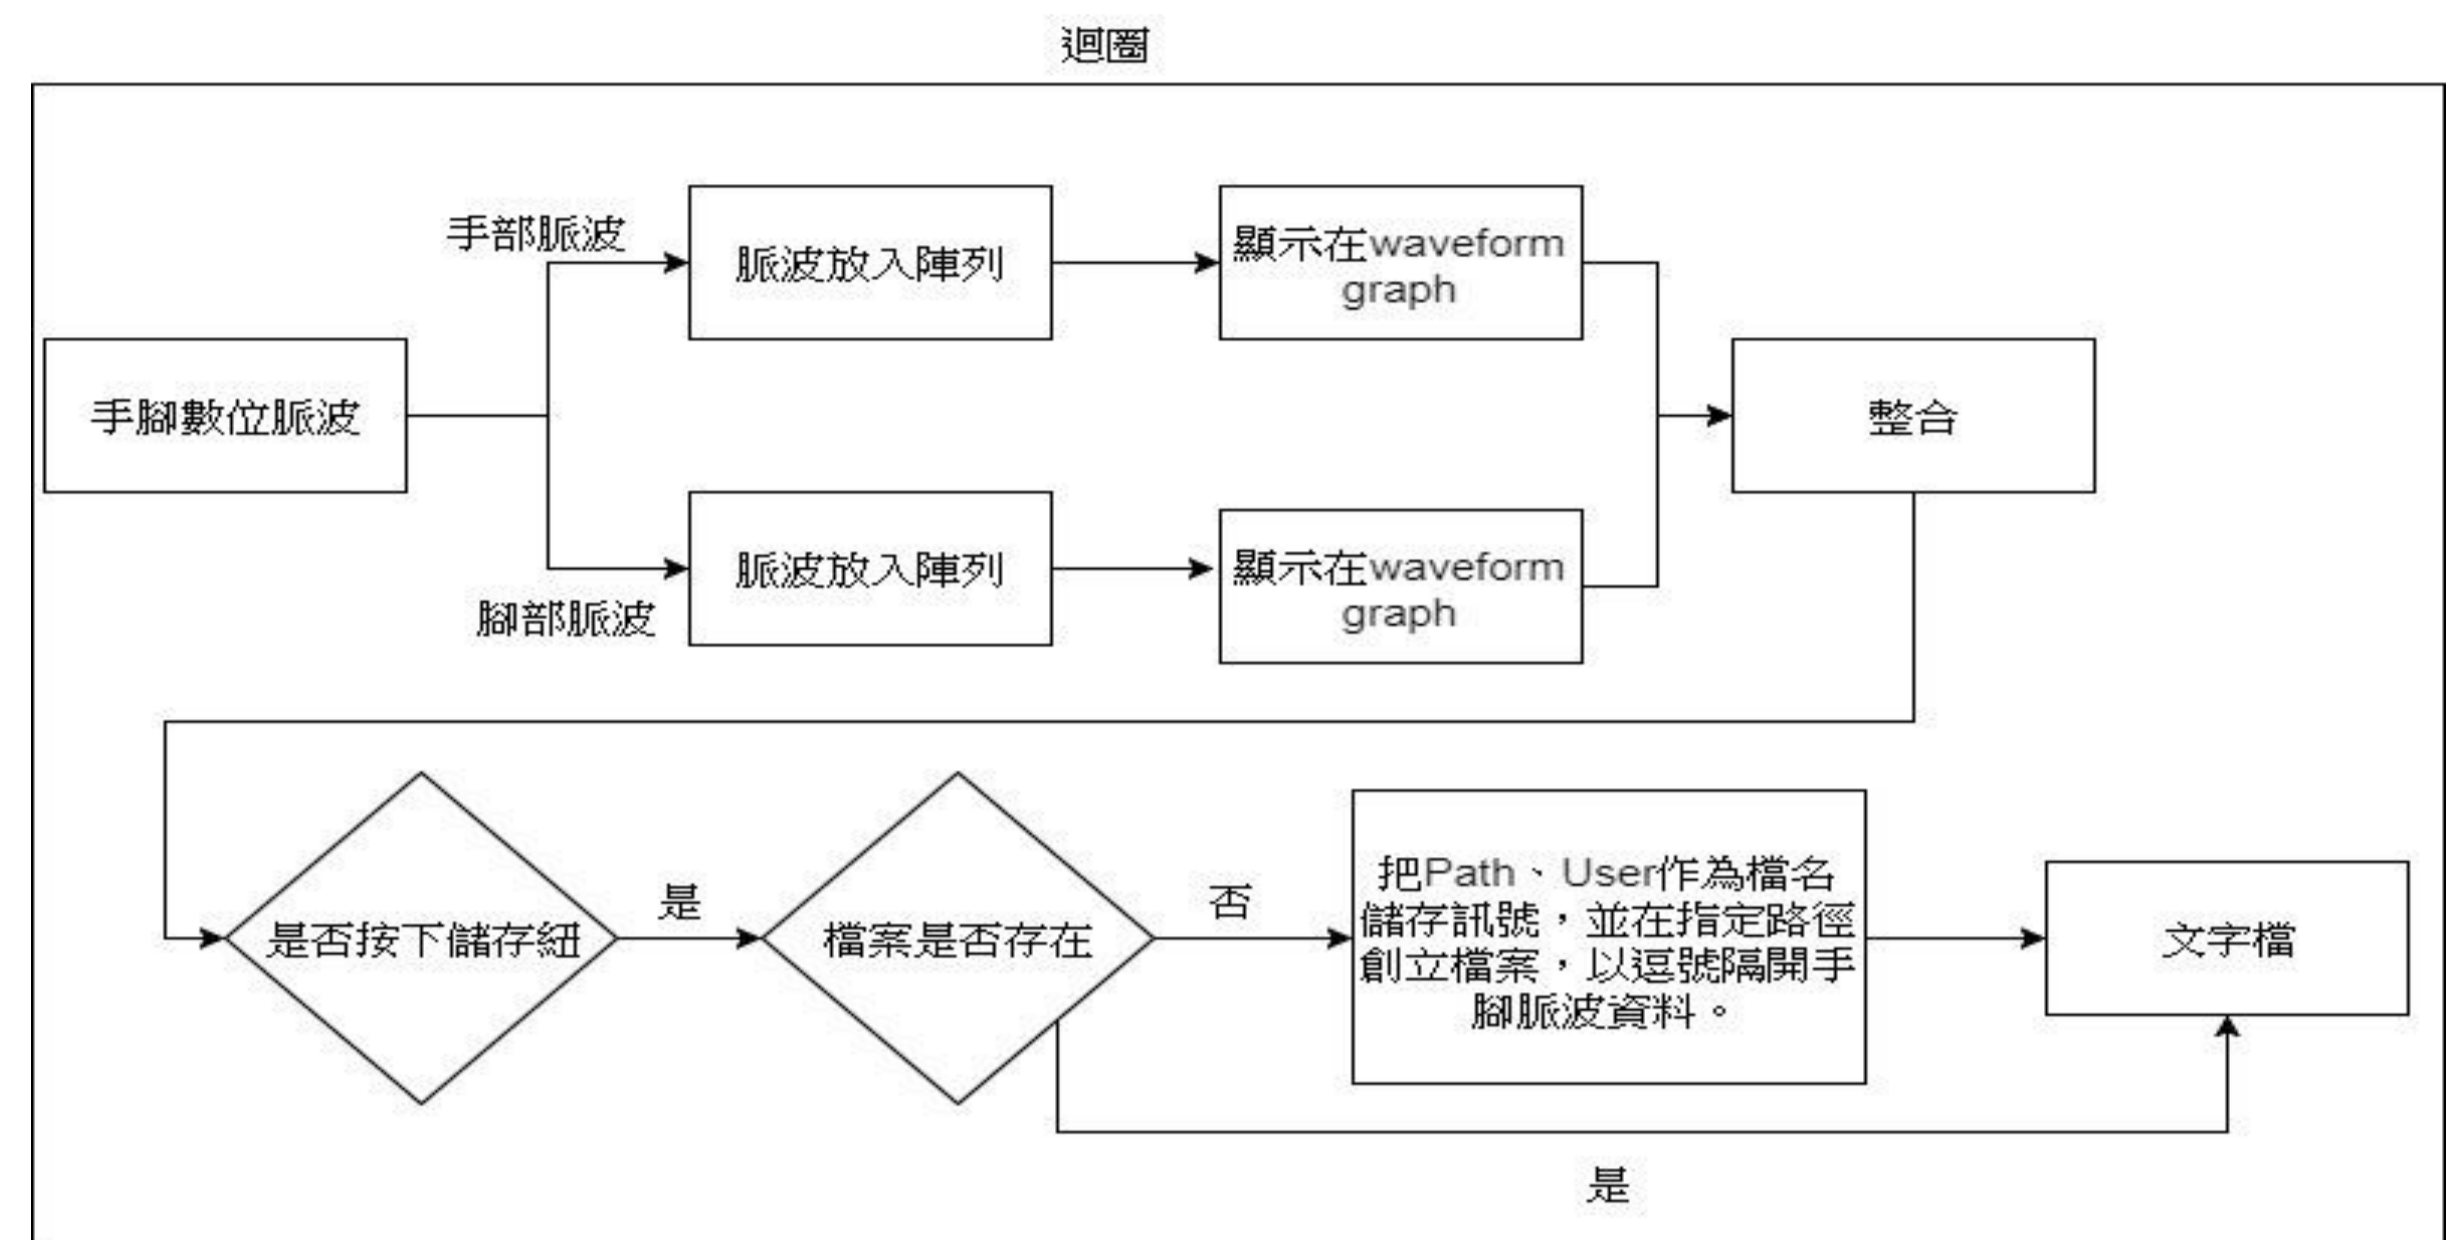 迴圈
手部脈波
脈波放入陣列
顯示在waveform
graph
手腳數位脈波
整合
腳部脈波
脈波放入陣列
顯示在waveform
graph
是否按下儲存紐
是
檔案是否存在
否
把Path、User作為檔名
儲存訊號，並在指定路徑
創立檔案，以逗號隔開手
腳脈波資料。
文字檔
是